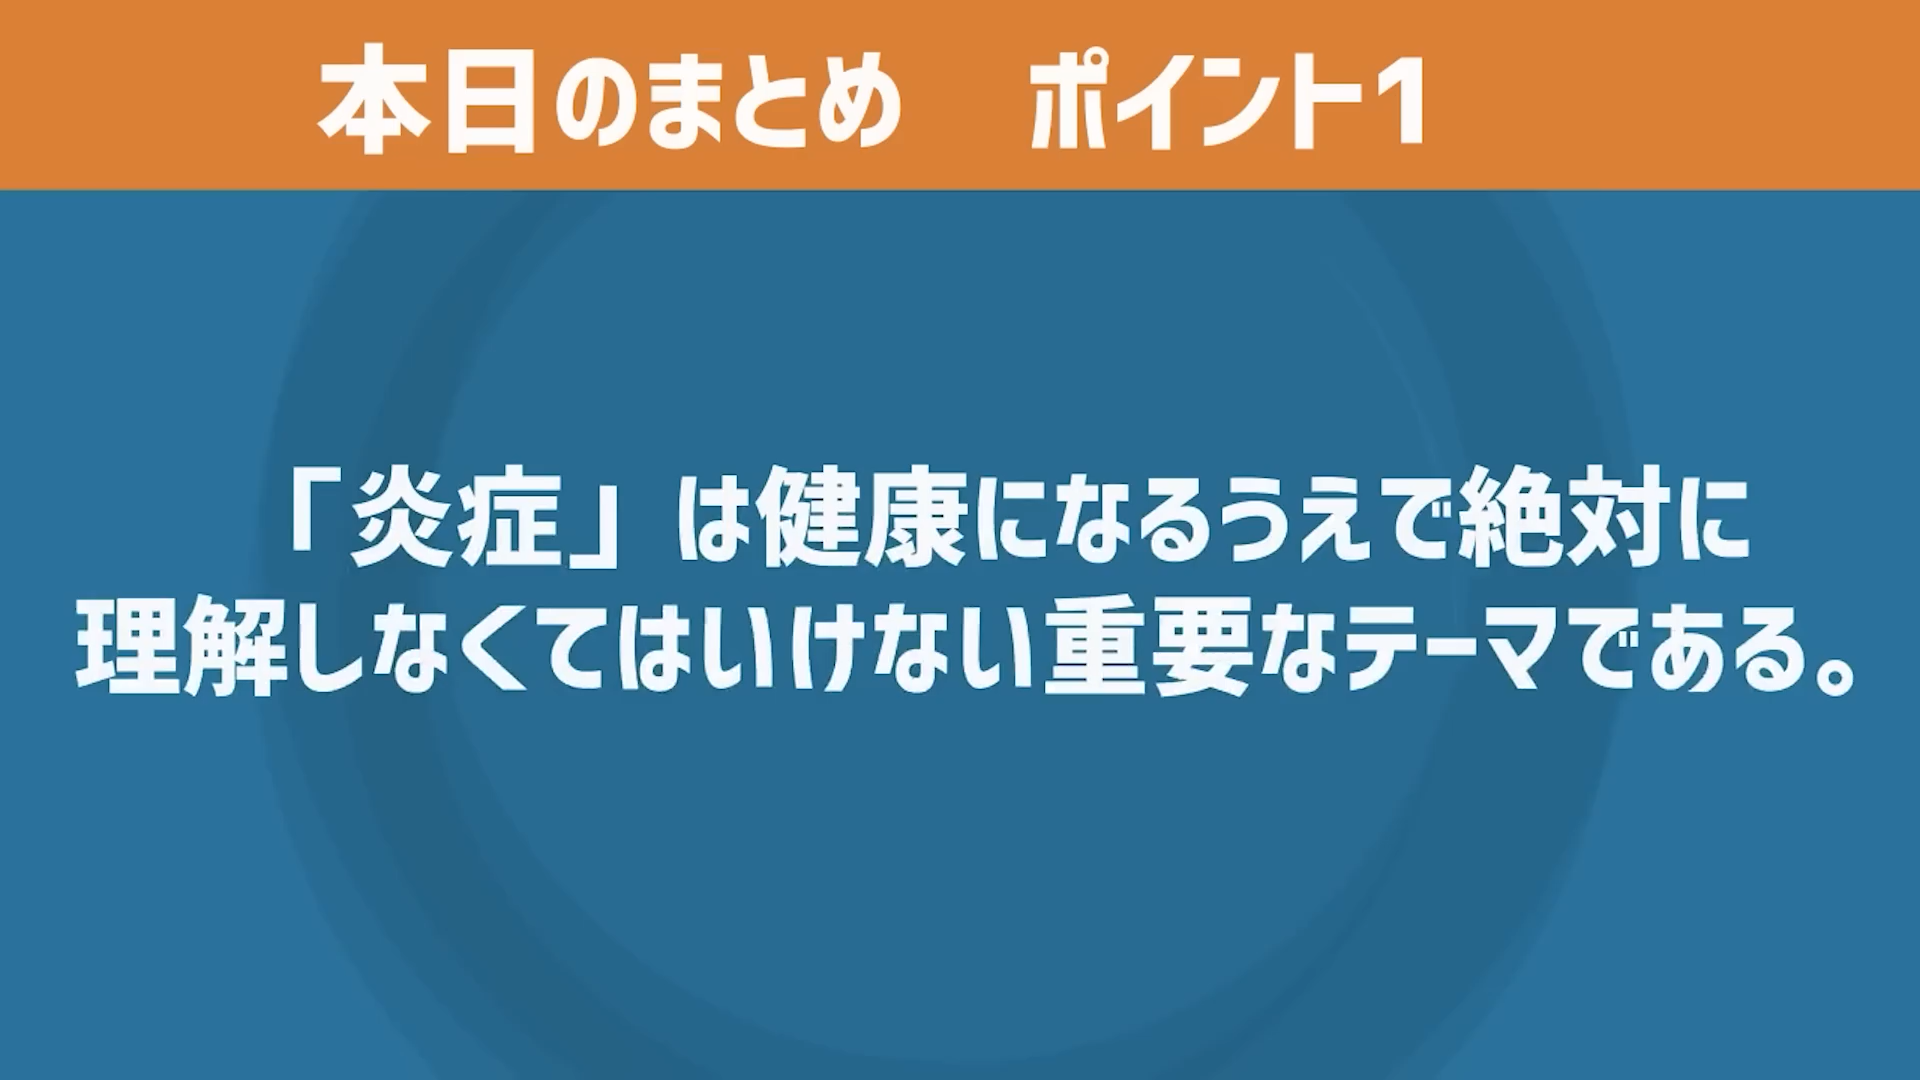 本日のまとめ　ポイント1
「炎症」は健康になるうえで絶対に
理解しなくてはいけない重要なテーマである。